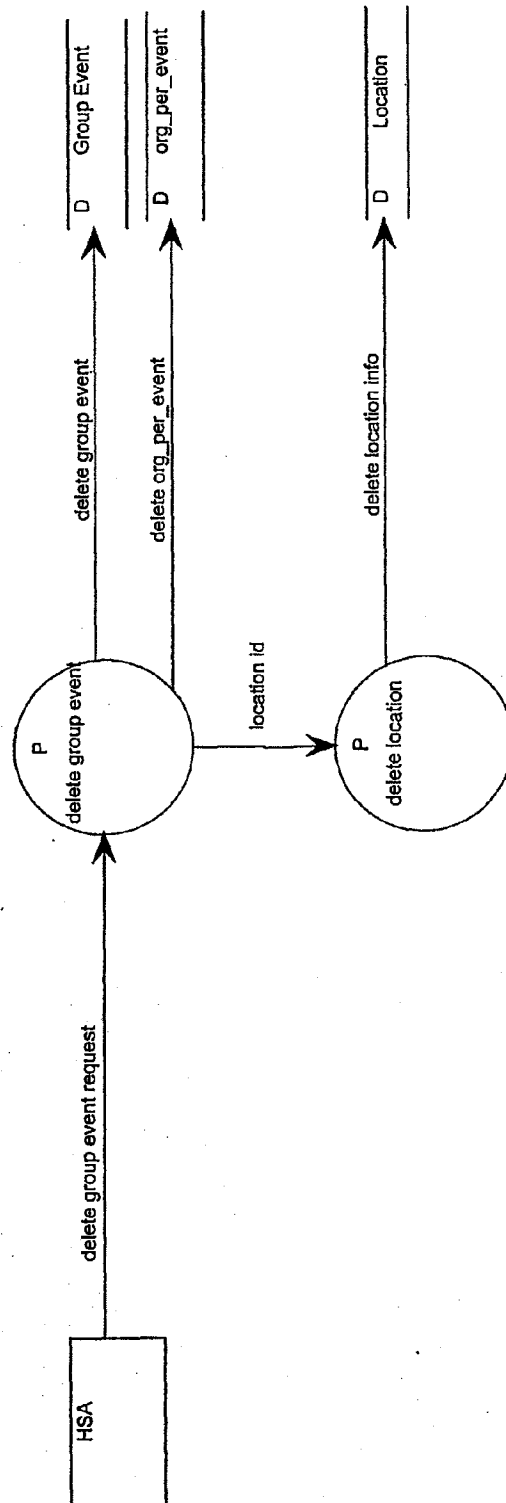 HSA
delete group event request
P
delete group event
delete group event
D Group Event
delete org_per_event
D org_per_event
location id
P
delete location
delete location info
D Location